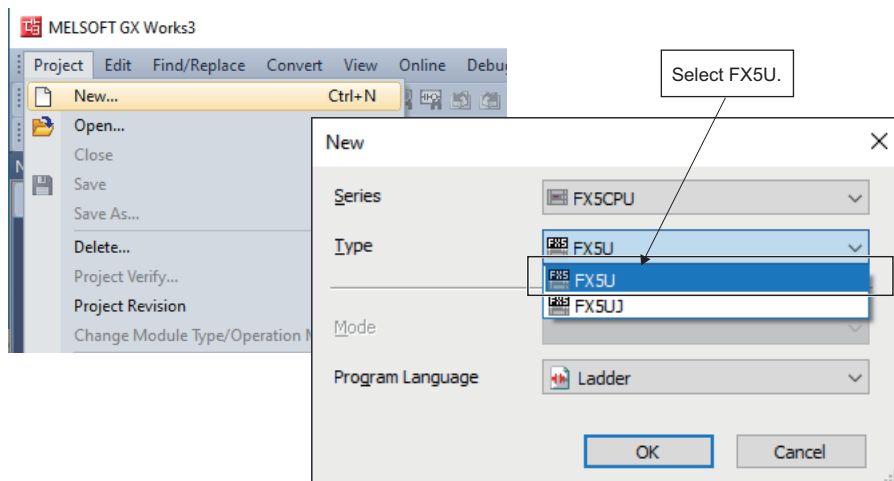 MELSOFT GX Works3
Project Edit Find/Replace Convert View Online Debu
New... Ctrl+N
Open...
Close
Save
Save As...
Delete...
Project Verify...
Project Revision
Change Module Type/Operation M
Select FX5U.
New
Series FX5CPU
Type FX5U
FX5U
FX5UJ
Mode
Program Language Ladder
OK Cancel